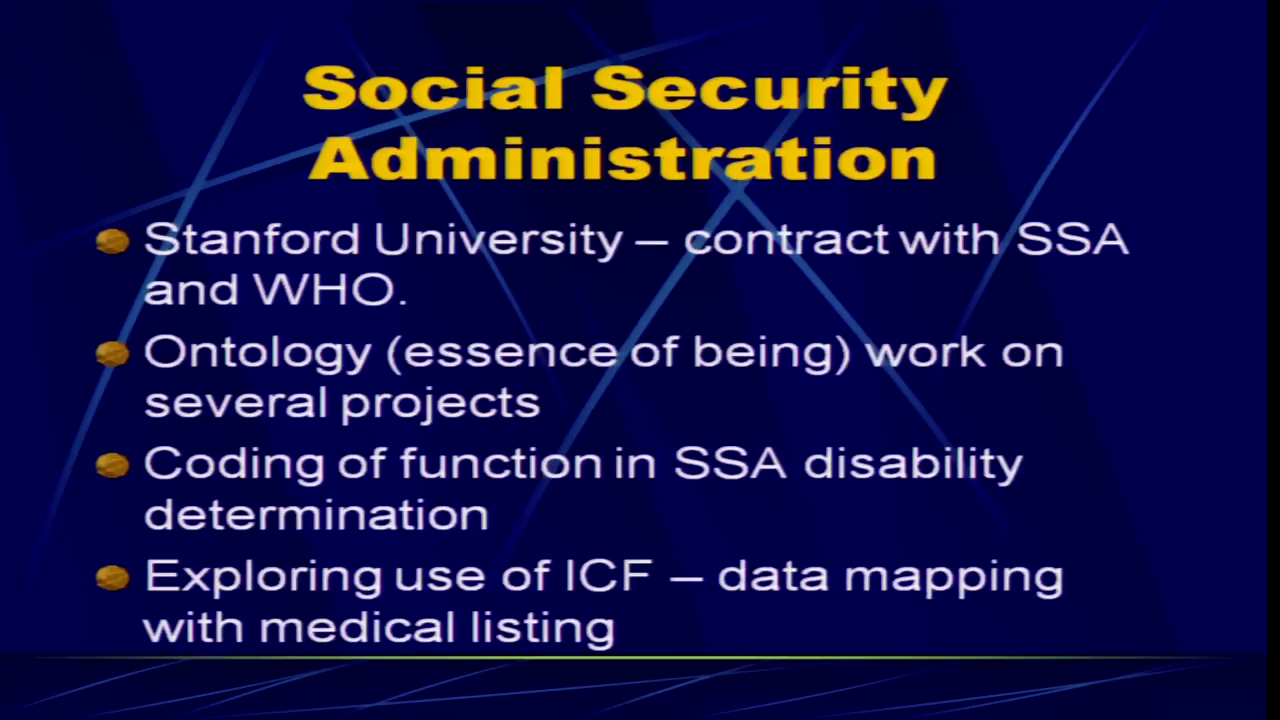 Social Security
Administration
Stanford University – contract with SSA
and WHO.
Ontology (essence of being) work on
several projects
Coding of function in SSA disability
determination
Exploring use of ICF – data mapping
with medical listing